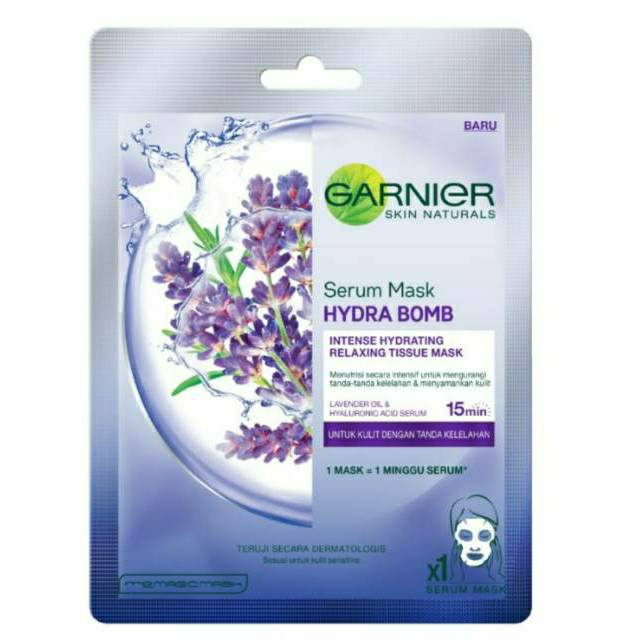 BARU
GARNIER
SKIN NATURALS
Serum Mask
HYDRA BOMB
INTENSE HYDRATING
RELAXING TISSUE MASK
Menutrisi secara intensif untuk mengurangi
tanda-tanda kelelahan & menyamankan kulit
LAVENDER OIL &
HYALURONIC ACID SERUM
15min
UNTUK KULIT DENGAN TANDA KELELAHAN
1 MASK = 1 MINGGU SERUM*
TERUJI SECARA DERMATOLOGIS
Sesuai untuk kulit sensitive
x1
SERUM MASK